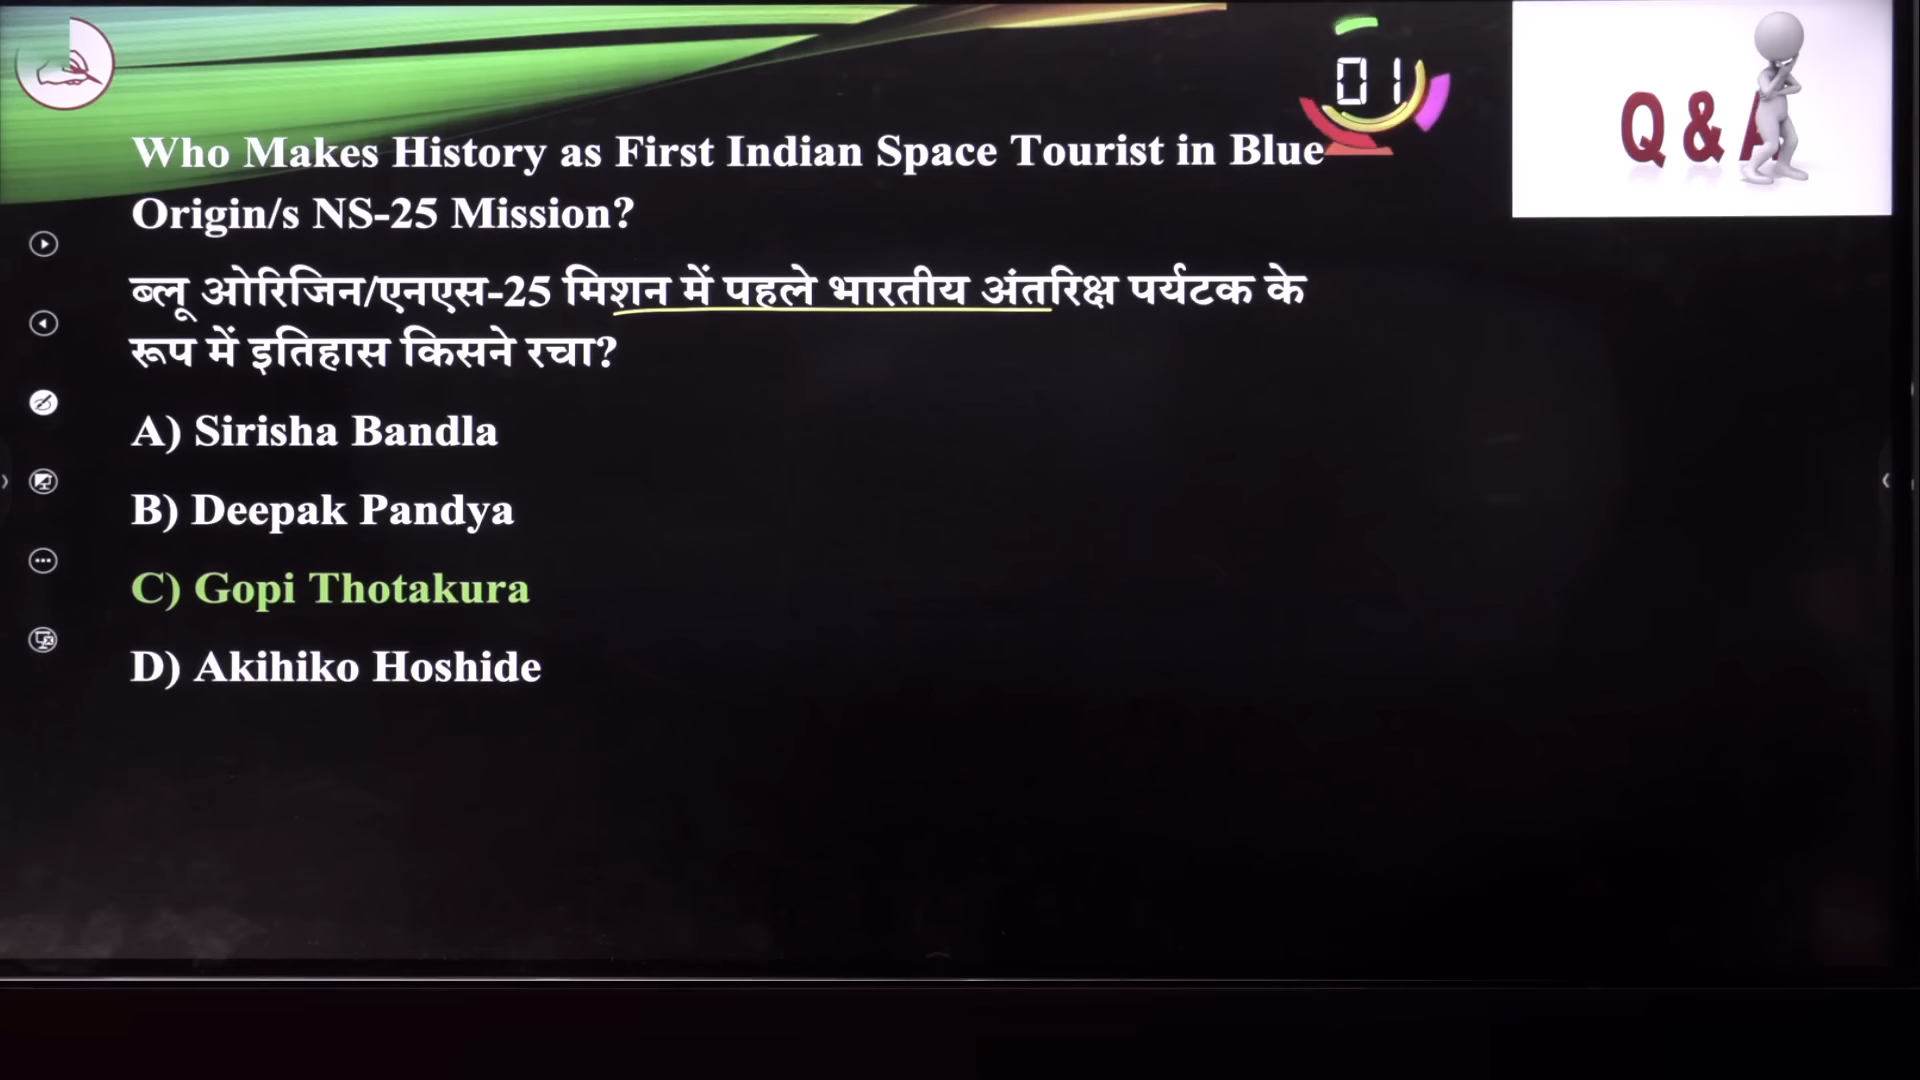 01
Q & A
Who Makes History as First Indian Space Tourist in Blue
Origin/s NS-25 Mission?
ब्लू ओरिजिन/एनएस-25 मिशन में पहले भारतीय अंतरिक्ष पर्यटक के
रूप में इतिहास किसने रचा?
A) Sirisha Bandla
B) Deepak Pandya
C) Gopi Thotakura
D) Akihiko Hoshide